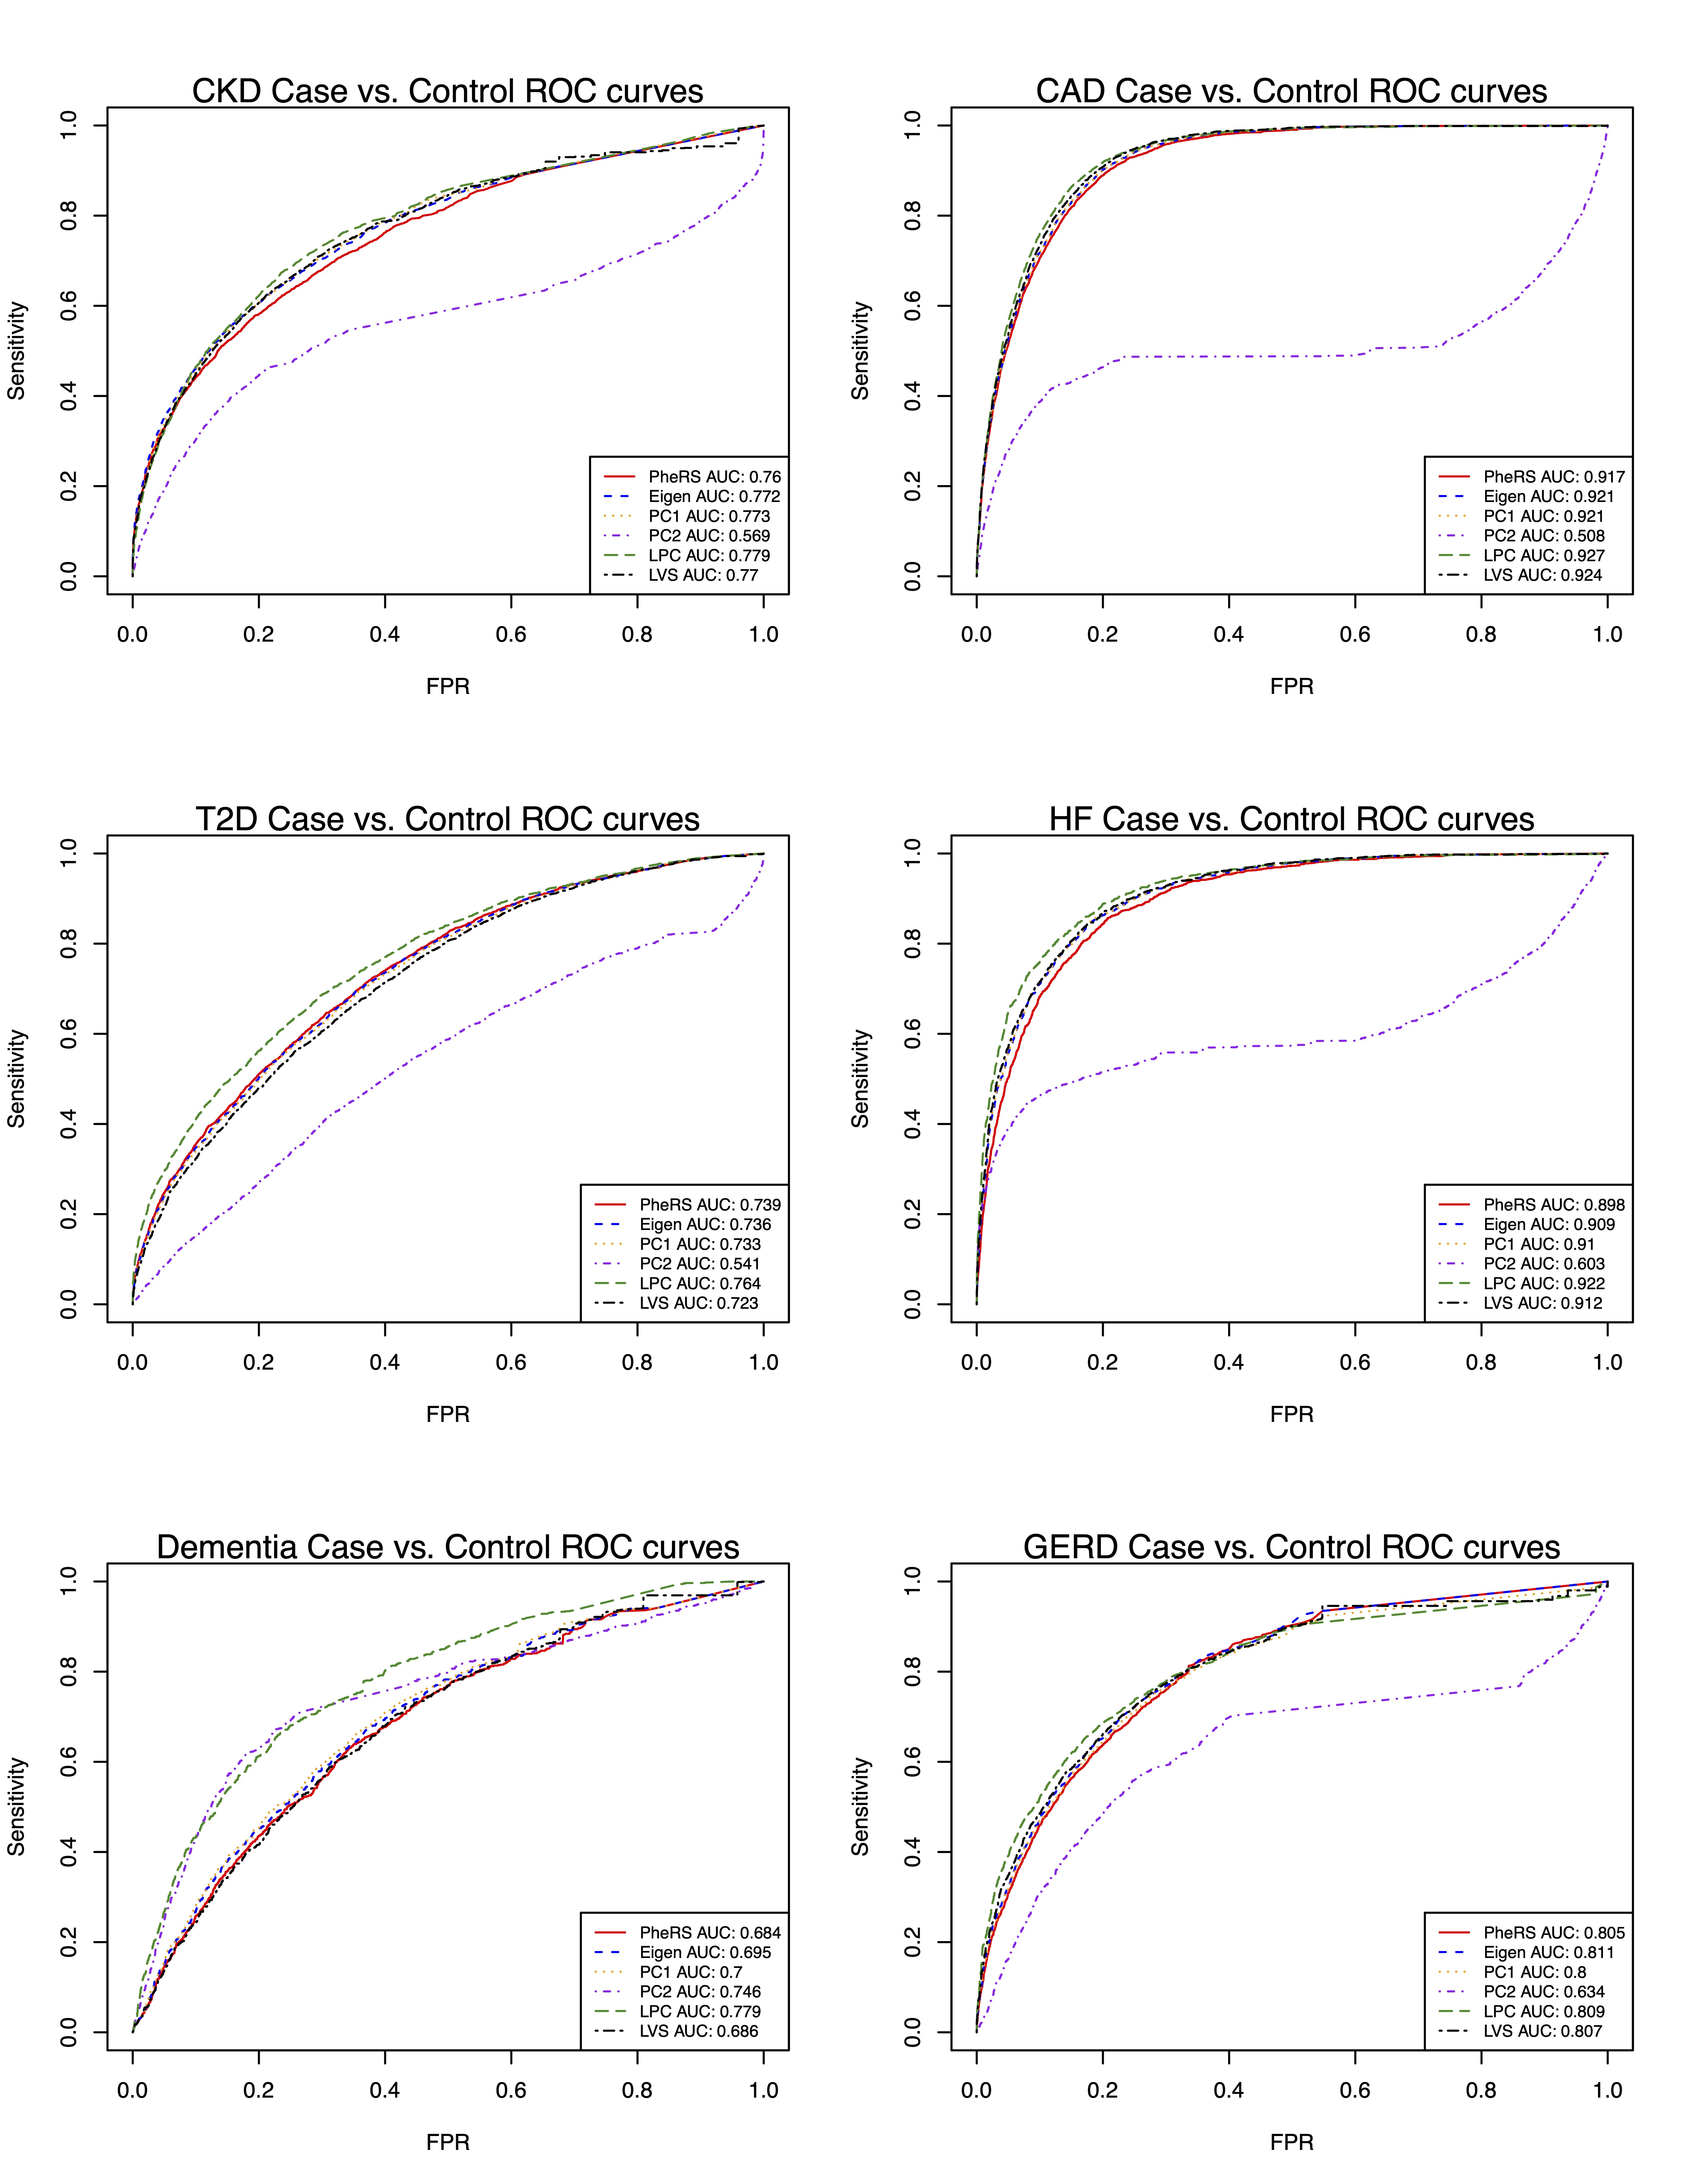 CKD Case vs. Control ROC curves
Sensitivity
0.0 0.2 0.4 0.6 0.8 1.0
PheRS AUC: 0.76
Eigen AUC: 0.772
PC1 AUC: 0.773
PC2 AUC: 0.569
LPC AUC: 0.779
LVS AUC: 0.77
0.0 0.2 0.4 0.6 0.8 1.0
FPR
CAD Case vs. Control ROC curves
Sensitivity
0.0 0.2 0.4 0.6 0.8 1.0
PheRS AUC: 0.917
Eigen AUC: 0.921
PC1 AUC: 0.921
PC2 AUC: 0.508
LPC AUC: 0.927
LVS AUC: 0.924
0.0 0.2 0.4 0.6 0.8 1.0
FPR
T2D Case vs. Control ROC curves
Sensitivity
0.0 0.2 0.4 0.6 0.8 1.0
PheRS AUC: 0.739
Eigen AUC: 0.736
PC1 AUC: 0.733
PC2 AUC: 0.541
LPC AUC: 0.764
LVS AUC: 0.723
0.0 0.2 0.4 0.6 0.8 1.0
FPR
HF Case vs. Control ROC curves
Sensitivity
0.0 0.2 0.4 0.6 0.8 1.0
PheRS AUC: 0.898
Eigen AUC: 0.909
PC1 AUC: 0.91
PC2 AUC: 0.603
LPC AUC: 0.922
LVS AUC: 0.912
0.0 0.2 0.4 0.6 0.8 1.0
FPR
Dementia Case vs. Control ROC curves
Sensitivity
0.0 0.2 0.4 0.6 0.8 1.0
PheRS AUC: 0.684
Eigen AUC: 0.695
PC1 AUC: 0.7
PC2 AUC: 0.746
LPC AUC: 0.779
LVS AUC: 0.686
0.0 0.2 0.4 0.6 0.8 1.0
FPR
GERD Case vs. Control ROC curves
Sensitivity
0.0 0.2 0.4 0.6 0.8 1.0
PheRS AUC: 0.805
Eigen AUC: 0.811
PC1 AUC: 0.8
PC2 AUC: 0.634
LPC AUC: 0.809
LVS AUC: 0.807
0.0 0.2 0.4 0.6 0.8 1.0
FPR